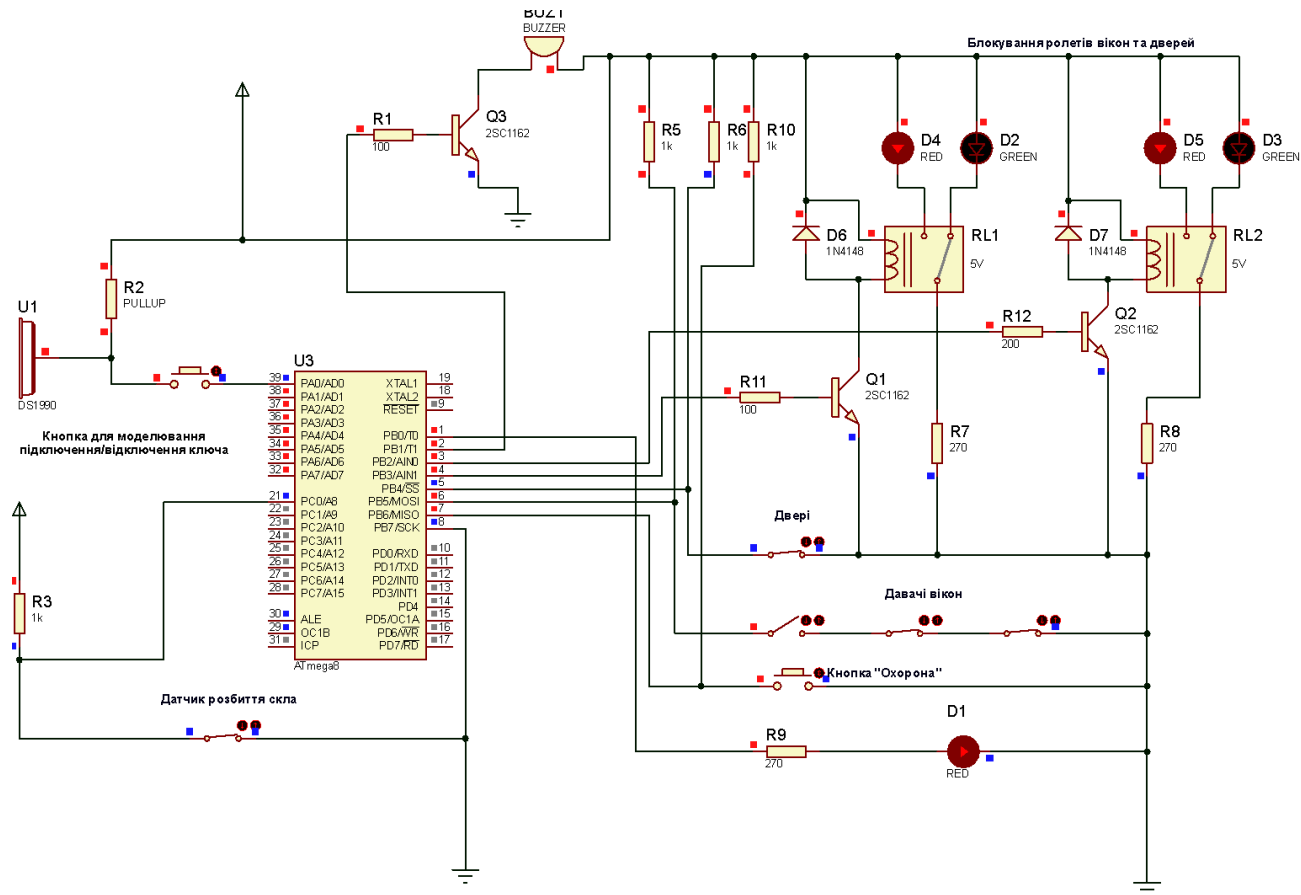 BUZ1
BUZZER
Блокування ролетів вікон та дверей
R1
100
Q3
2SC1162
R5
1k
R6
1k
R10
1k
D4
RED
D2
GREEN
D5
RED
D3
GREEN
D6
1N4148
RL1
5V
D7
1N4148
RL2
5V
R2
PULLUP
U1
DS1990
Кнопка для моделювання
підключення/відключення ключа
R12
200
Q2
2SC1162
R11
100
Q1
2SC1162
R7
270
R8
270
U3
39 PA0/AD0 XTAL1 19
38 PA1/AD1 XTAL2 18
37 PA2/AD2 RESET 9
36 PA3/AD3
35 PA4/AD4 PB0/T0 1
34 PA5/AD5 PB1/T1 2
33 PA6/AD6 PB2/AIN0 3
32 PA7/AD7 PB3/AIN1 4
PB4/SS 5
21 PC0/A8 PB5/MOSI 6
22 PC1/A9 PB6/MISO 7
23 PC2/A10 PB7/SCK 8
24 PC3/A11
25 PC4/A12 PD0/RXD 10
26 PC5/A13 PD1/TXD 11
27 PC6/A14 PD2/INT0 12
28 PC7/A15 PD3/INT1 13
PD4 14
30 ALE PD5/OC1A 15
29 OC1B PD6/WR 16
31 ICP PD7/RD 17
ATmega8
R3
1k
Двері
Давачі вікон
Кнопка "Охорона"
Датчик розбиття скла
R9
270
D1
RED